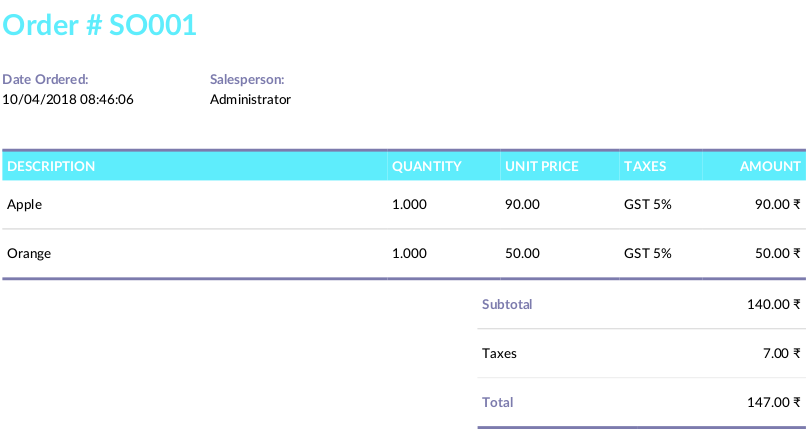 Order # SO001
Date Ordered: Salesperson:
10/04/2018 08:46:06 Administrator
DESCRIPTION QUANTITY UNIT PRICE TAXES AMOUNT
Apple 1.000 90.00 GST 5% 90.00 ₹
Orange 1.000 50.00 GST 5% 50.00 ₹
Subtotal 140.00 ₹
Taxes 7.00 ₹
Total 147.00 ₹